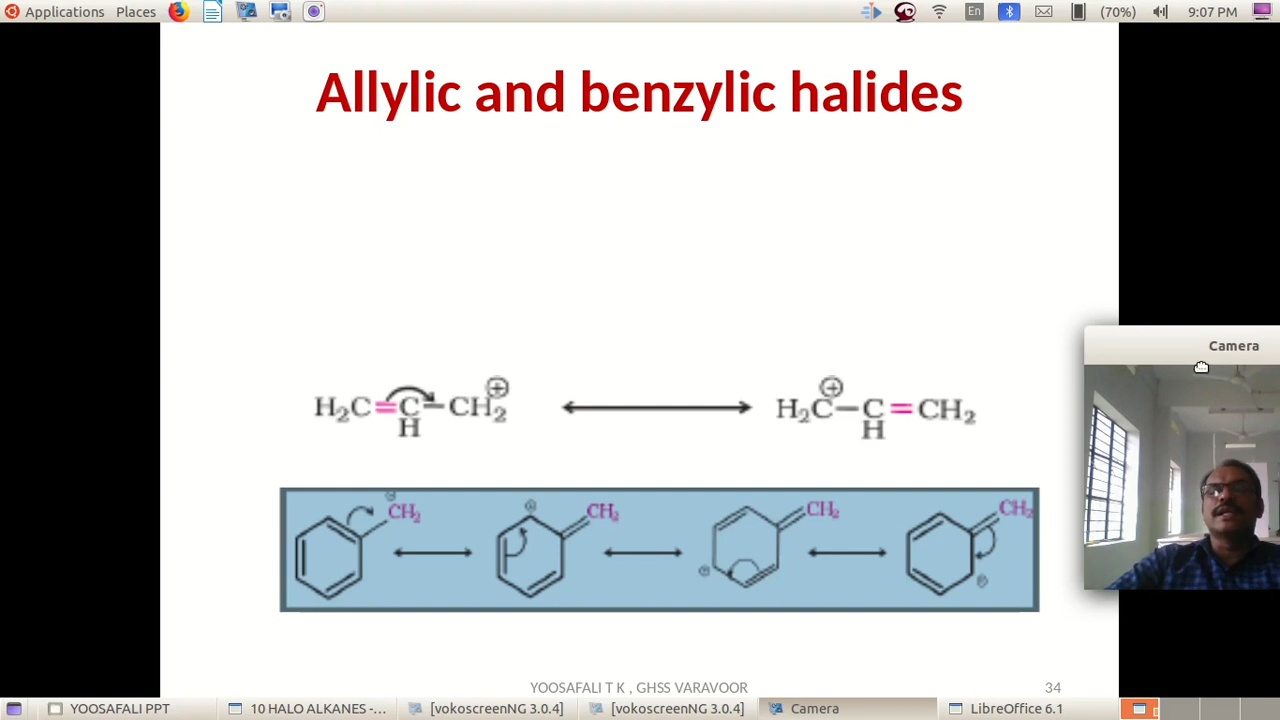 Applications Places En (70%) 9:07 PM
Allylic and benzylic halides
Camera
H₂C=C–CH₂⊕ ⟷ H₂C⊕–C=CH₂
H H
CH₂ CH₂ CH₂ CH₂
YOOSAFALI T K , GHSS VARAVOOR 34
YOOSAFALI PPT 10 HALO ALKANES -... [vokoscreenNG 3.0.4] [vokoscreenNG 3.0.4] Camera LibreOffice 6.1